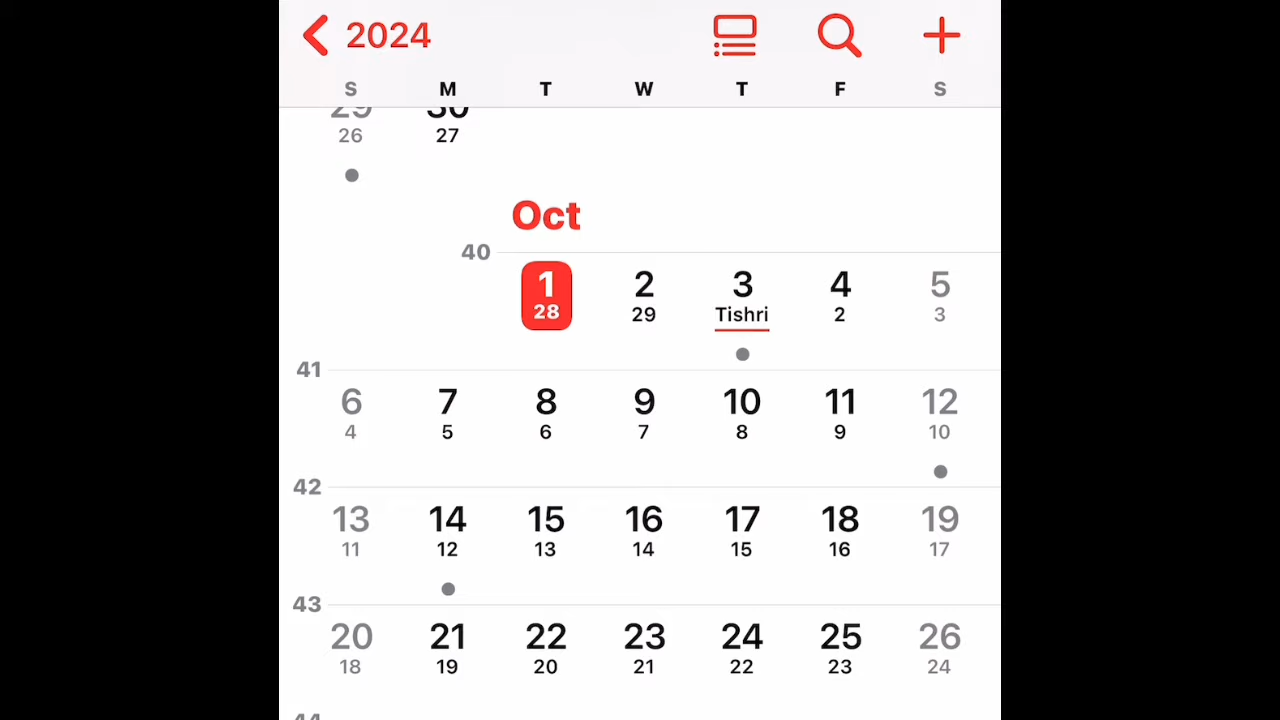 2024
S M T W T F S
29 30
26 27
Oct
40
1 2 3 4 5
28 29 Tishri 2 3
41
6 7 8 9 10 11 12
4 5 6 7 8 9 10
42
13 14 15 16 17 18 19
11 12 13 14 15 16 17
43
20 21 22 23 24 25 26
18 19 20 21 22 23 24
44